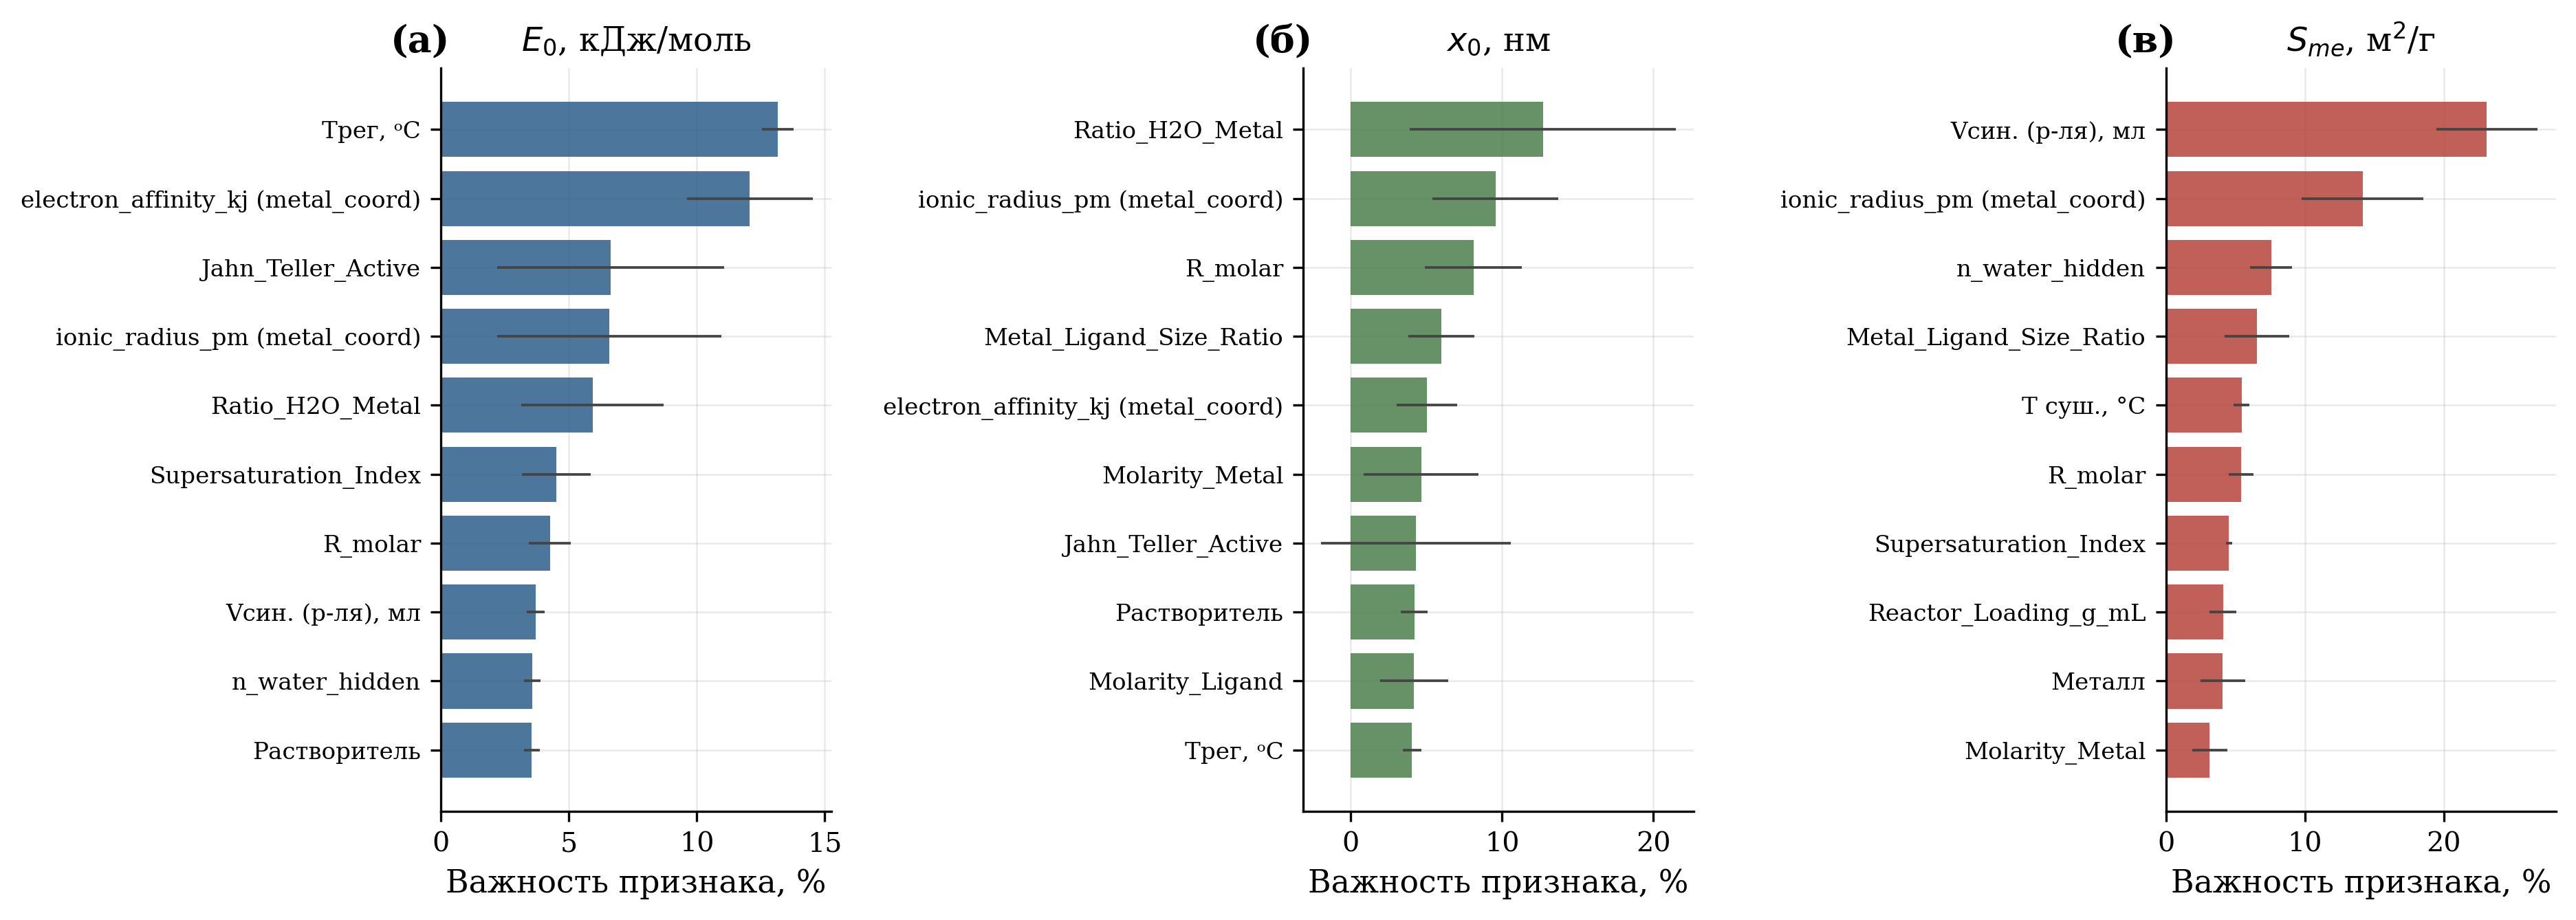 (а) E₀, кДж/моль
Трег, ᵒС
electron_affinity_kj (metal_coord)
Jahn_Teller_Active
ionic_radius_pm (metal_coord)
Ratio_H2O_Metal
Supersaturation_Index
R_molar
Vсин. (р-ля), мл
n_water_hidden
Растворитель
0 5 10 15
Важность признака, %
(б) x₀, нм
Ratio_H2O_Metal
ionic_radius_pm (metal_coord)
R_molar
Metal_Ligand_Size_Ratio
electron_affinity_kj (metal_coord)
Molarity_Metal
Jahn_Teller_Active
Растворитель
Molarity_Ligand
Трег, ᵒС
0 10 20
Важность признака, %
(в) Sₘₑ, м²/г
Vсин. (р-ля), мл
ionic_radius_pm (metal_coord)
n_water_hidden
Metal_Ligand_Size_Ratio
Т суш., °С
R_molar
Supersaturation_Index
Reactor_Loading_g_mL
Металл
Molarity_Metal
0 10 20
Важность признака, %